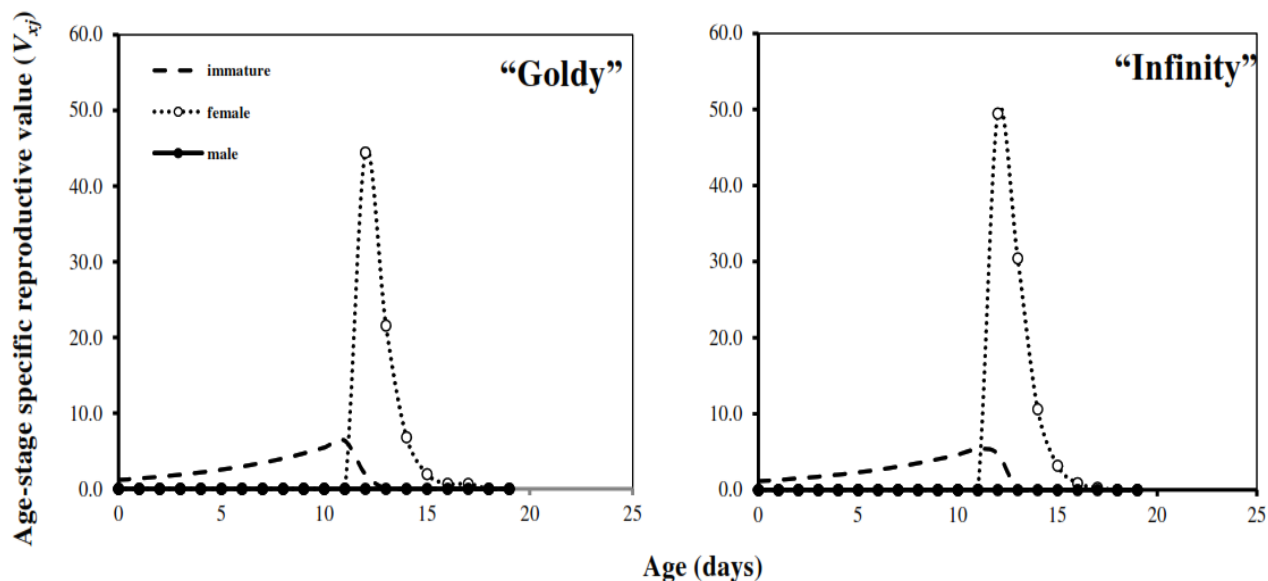 Age-stage specific reproductive value (Vxj)
60.0
50.0
40.0
30.0
20.0
10.0
0.0
immature
female
male
“Goldy”
0 5 10 15 20 25
60.0
50.0
40.0
30.0
20.0
10.0
0.0
“Infinity”
0 5 10 15 20 25
Age (days)